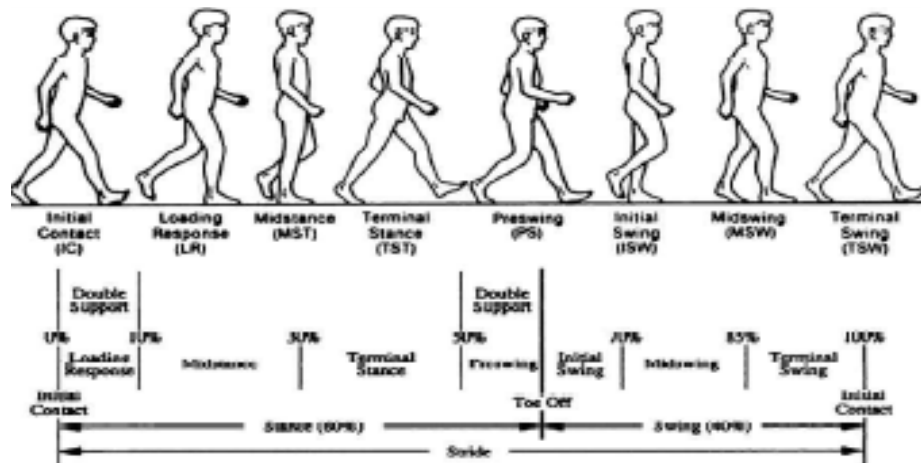 Initial
Contact
(IC)
Loading
Response
(LR)
Midstance
(MST)
Terminal
Stance
(TST)
Preswing
(PS)
Initial
Swing
(ISW)
Midswing
(MSW)
Terminal
Swing
(TSW)
Double
Support
Double
Support
0%
10%
30%
50%
70%
85%
100%
Loading
Response
Midstance
Terminal
Stance
Preswing
Initial
Swing
Midswing
Terminal
Swing
Initial
Contact
Toe Off
Initial
Contact
Stance (60%)
Swing (40%)
Stride